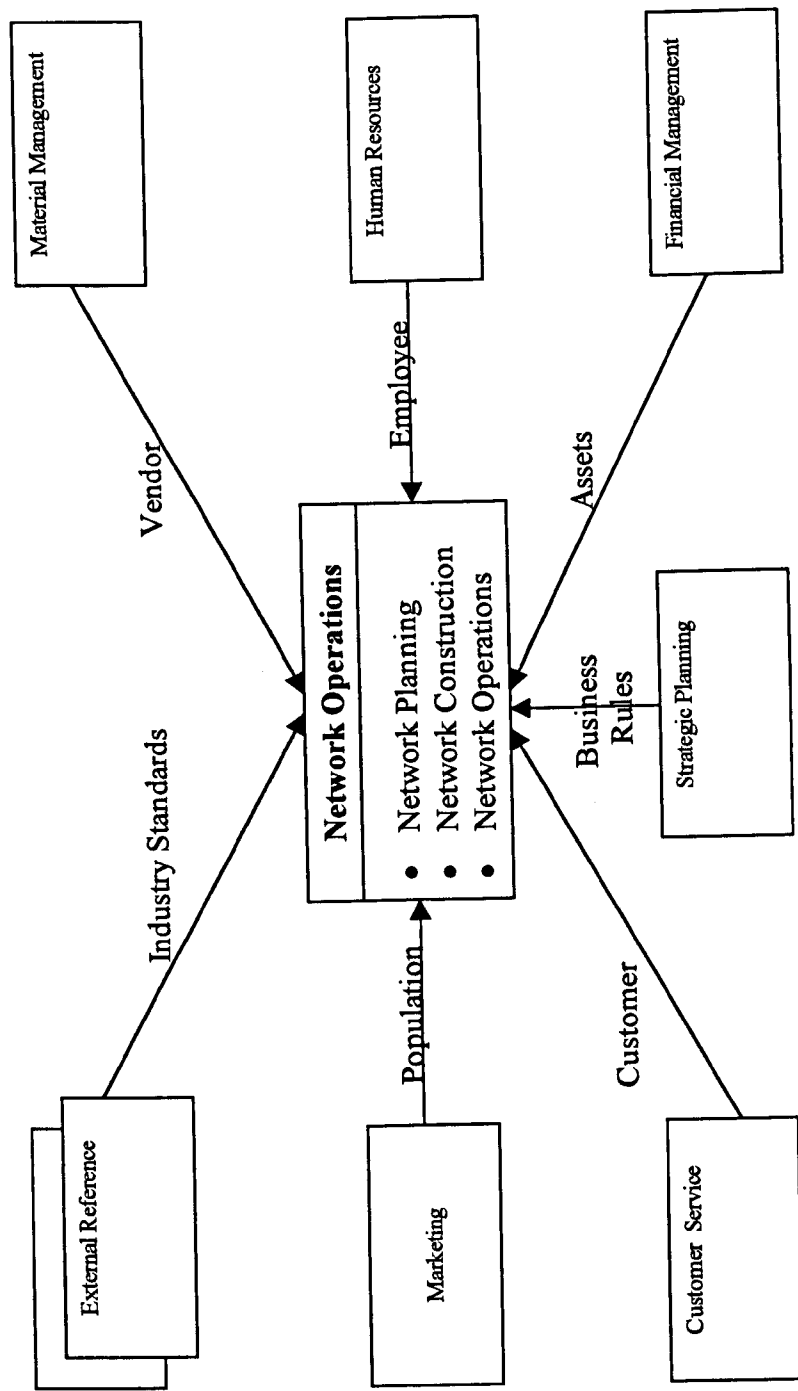 External Reference
Industry Standards
Vendor
Material Management
Marketing
Population
Network Operations
• Network Planning
• Network Construction
• Network Operations
Employee
Human Resources
Customer Service
Customer
Business
Rules
Strategic Planning
Assets
Financial Management